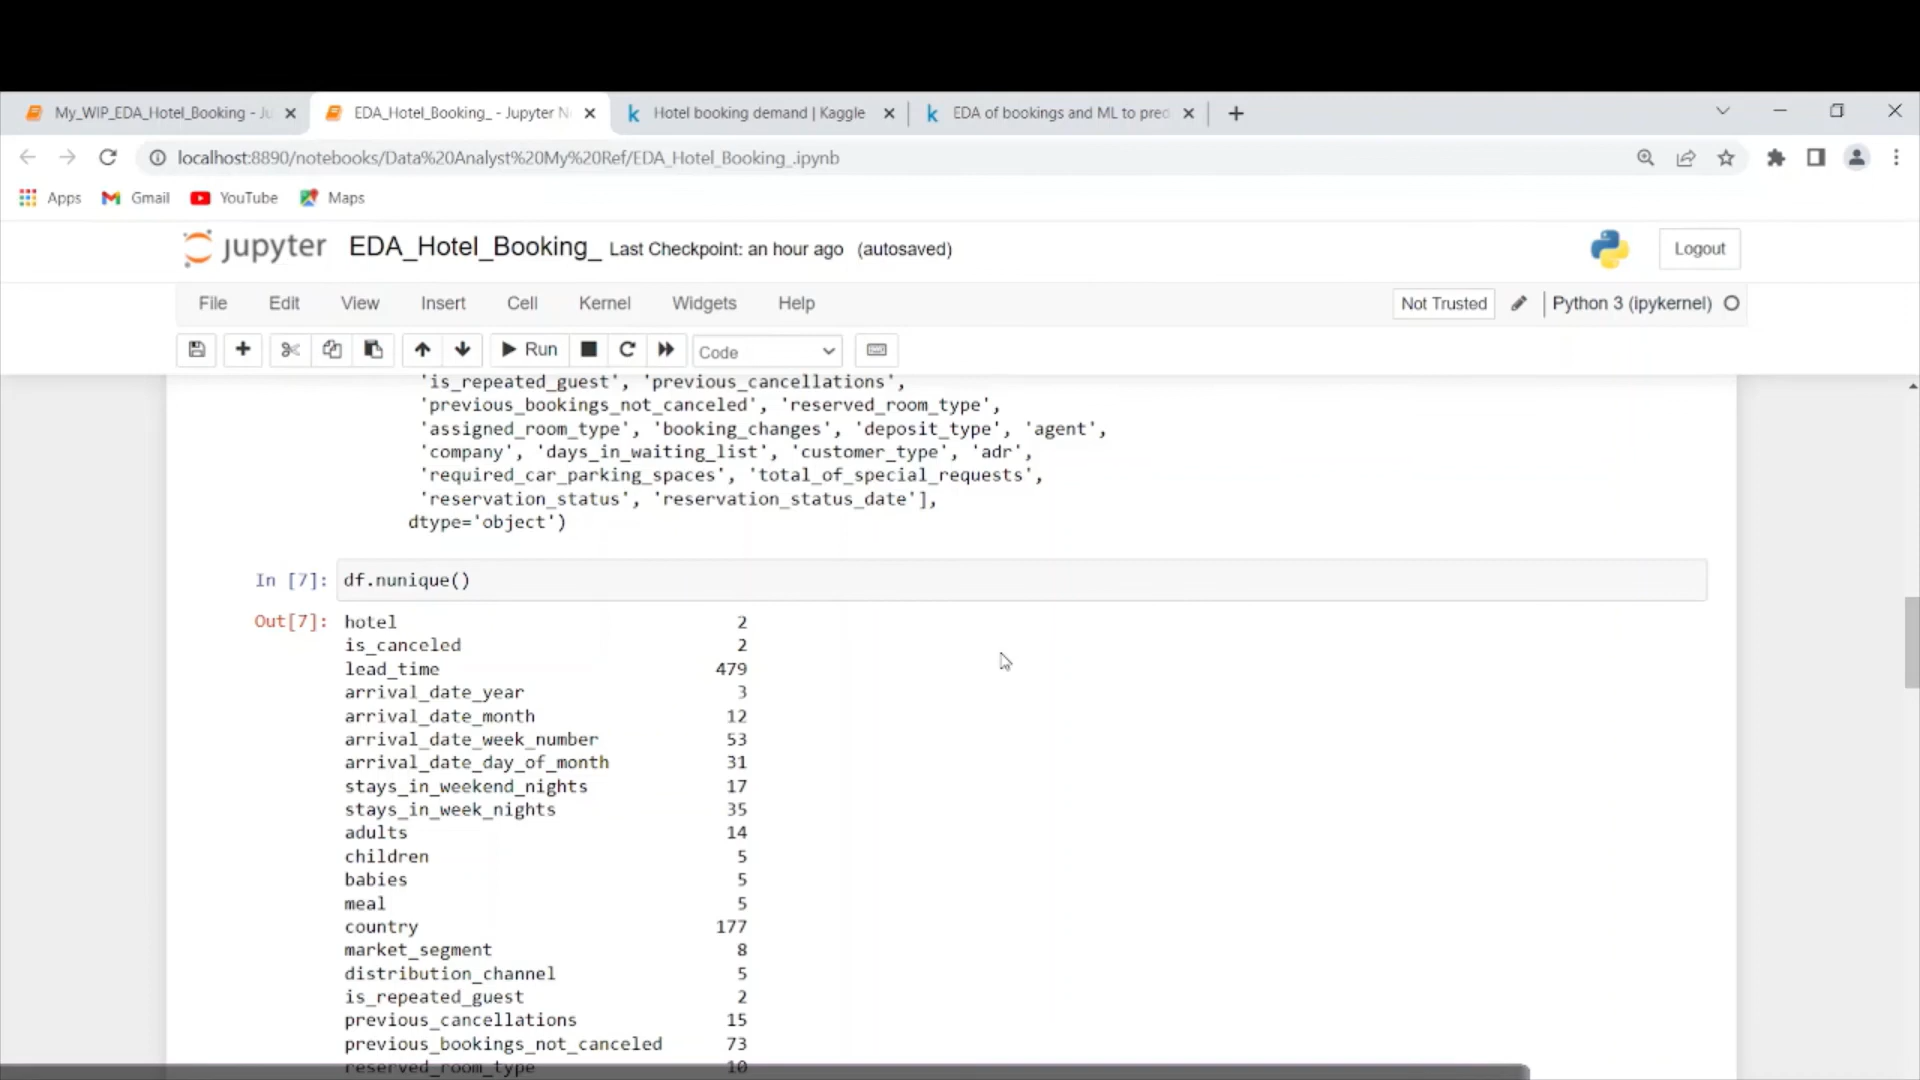 My_WIP_EDA_Hotel_Booking - Ju
EDA_Hotel_Booking_ - Jupyter N
Hotel booking demand | Kaggle
EDA of bookings and ML to pred
localhost:8890/notebooks/Data%20Analyst%20My%20Ref/EDA_Hotel_Booking_.ipynb
Apps Gmail YouTube Maps
jupyter EDA_Hotel_Booking_ Last Checkpoint: an hour ago (autosaved) Logout
File Edit View Insert Cell Kernel Widgets Help Not Trusted Python 3 (ipykernel)
Run Code
'is_repeated_guest', 'previous_cancellations',
'previous_bookings_not_canceled', 'reserved_room_type',
'assigned_room_type', 'booking_changes', 'deposit_type', 'agent',
'company', 'days_in_waiting_list', 'customer_type', 'adr',
'required_car_parking_spaces', 'total_of_special_requests',
'reservation_status', 'reservation_status_date'],
dtype='object')
In [7]: df.nunique()
Out[7]: hotel 2
is_canceled 2
lead_time 479
arrival_date_year 3
arrival_date_month 12
arrival_date_week_number 53
arrival_date_day_of_month 31
stays_in_weekend_nights 17
stays_in_week_nights 35
adults 14
children 5
babies 5
meal 5
country 177
market_segment 8
distribution_channel 5
is_repeated_guest 2
previous_cancellations 15
previous_bookings_not_canceled 73
reserved_room_type 10